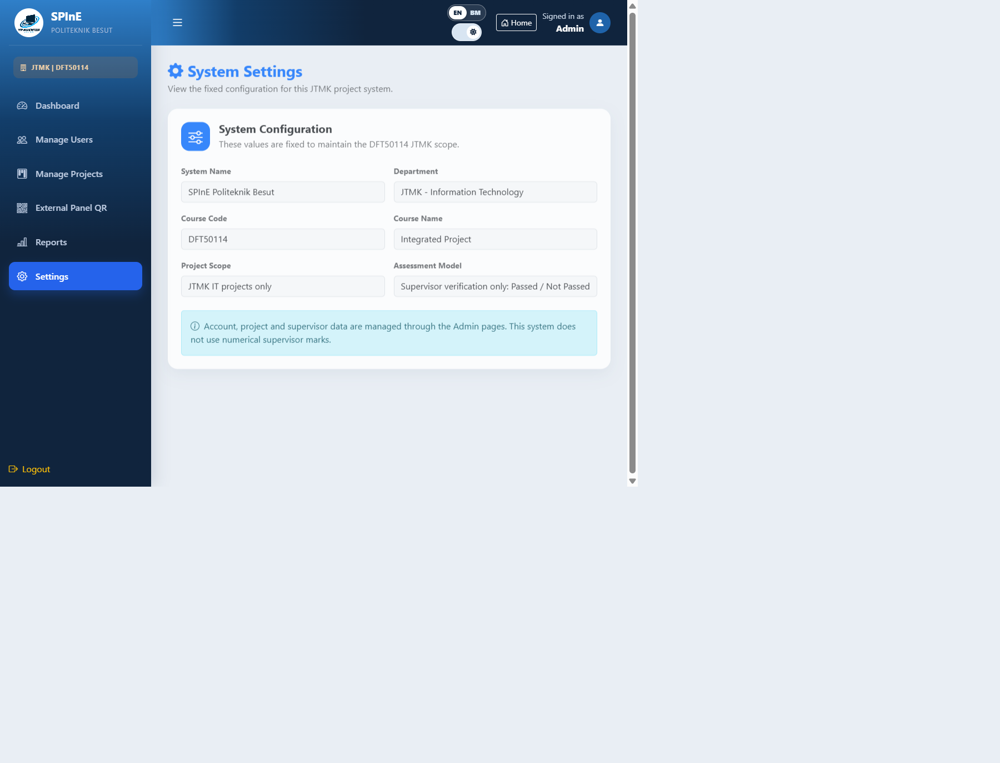 SPInE
POLITEKNIK BESUT
JTMK | DFT50114
Dashboard
Manage Users
Manage Projects
External Panel QR
Reports
Settings
Logout
EN BM
Home
Signed in as
Admin
System Settings
View the fixed configuration for this JTMK project system.
System Configuration
These values are fixed to maintain the DFT50114 JTMK scope.
System Name
SPInE Politeknik Besut
Department
JTMK - Information Technology
Course Code
DFT50114
Course Name
Integrated Project
Project Scope
JTMK IT projects only
Assessment Model
Supervisor verification only: Passed / Not Passed
Account, project and supervisor data are managed through the Admin pages. This system does
not use numerical supervisor marks.